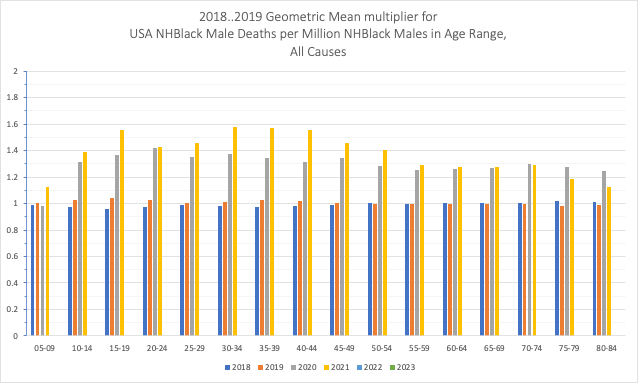 2018..2019 Geometric Mean multiplier for
USA NHBlack Male Deaths per Million NHBlack Males in Age Range,
All Causes
2
1.8
1.6
1.4
1.2
1
0.8
0.6
0.4
0.2
0
05-09 10-14 15-19 20-24 25-29 30-34 35-39 40-44 45-49 50-54 55-59 60-64 65-69 70-74 75-79 80-84
2018 2019 2020 2021 2022 2023